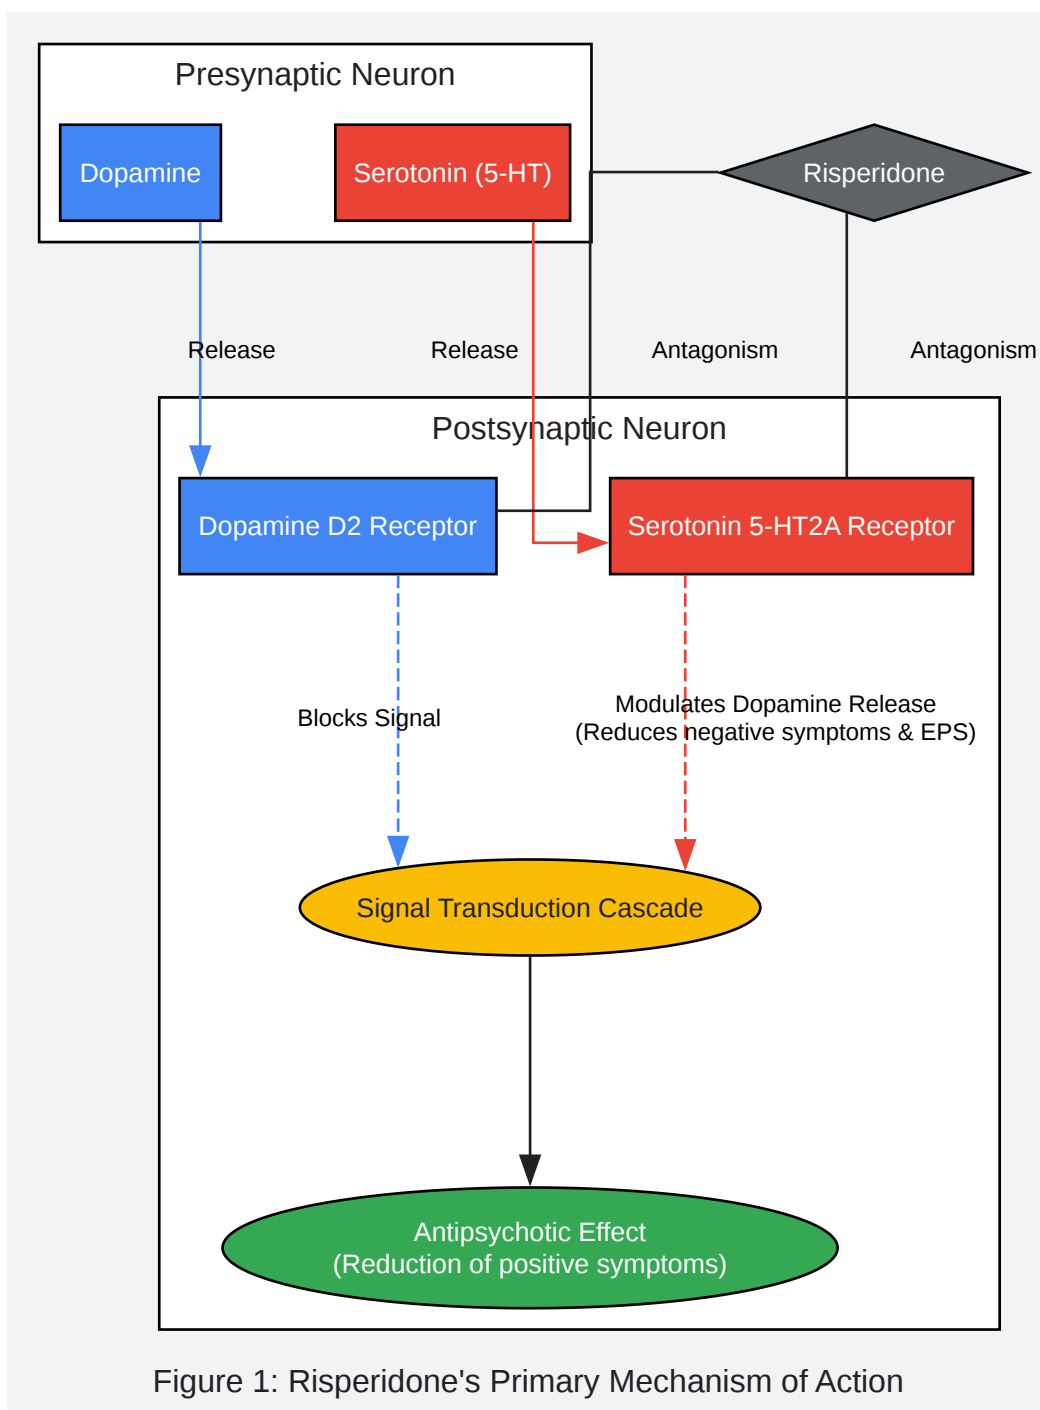 Presynaptic Neuron
Dopamine
Serotonin (5-HT)
Risperidone
Release
Release
Antagonism
Antagonism
Postsynaptic Neuron
Dopamine D2 Receptor
Serotonin 5-HT2A Receptor
Blocks Signal
Modulates Dopamine Release
(Reduces negative symptoms & EPS)
Signal Transduction Cascade
Antipsychotic Effect
(Reduction of positive symptoms)
Figure 1: Risperidone's Primary Mechanism of Action